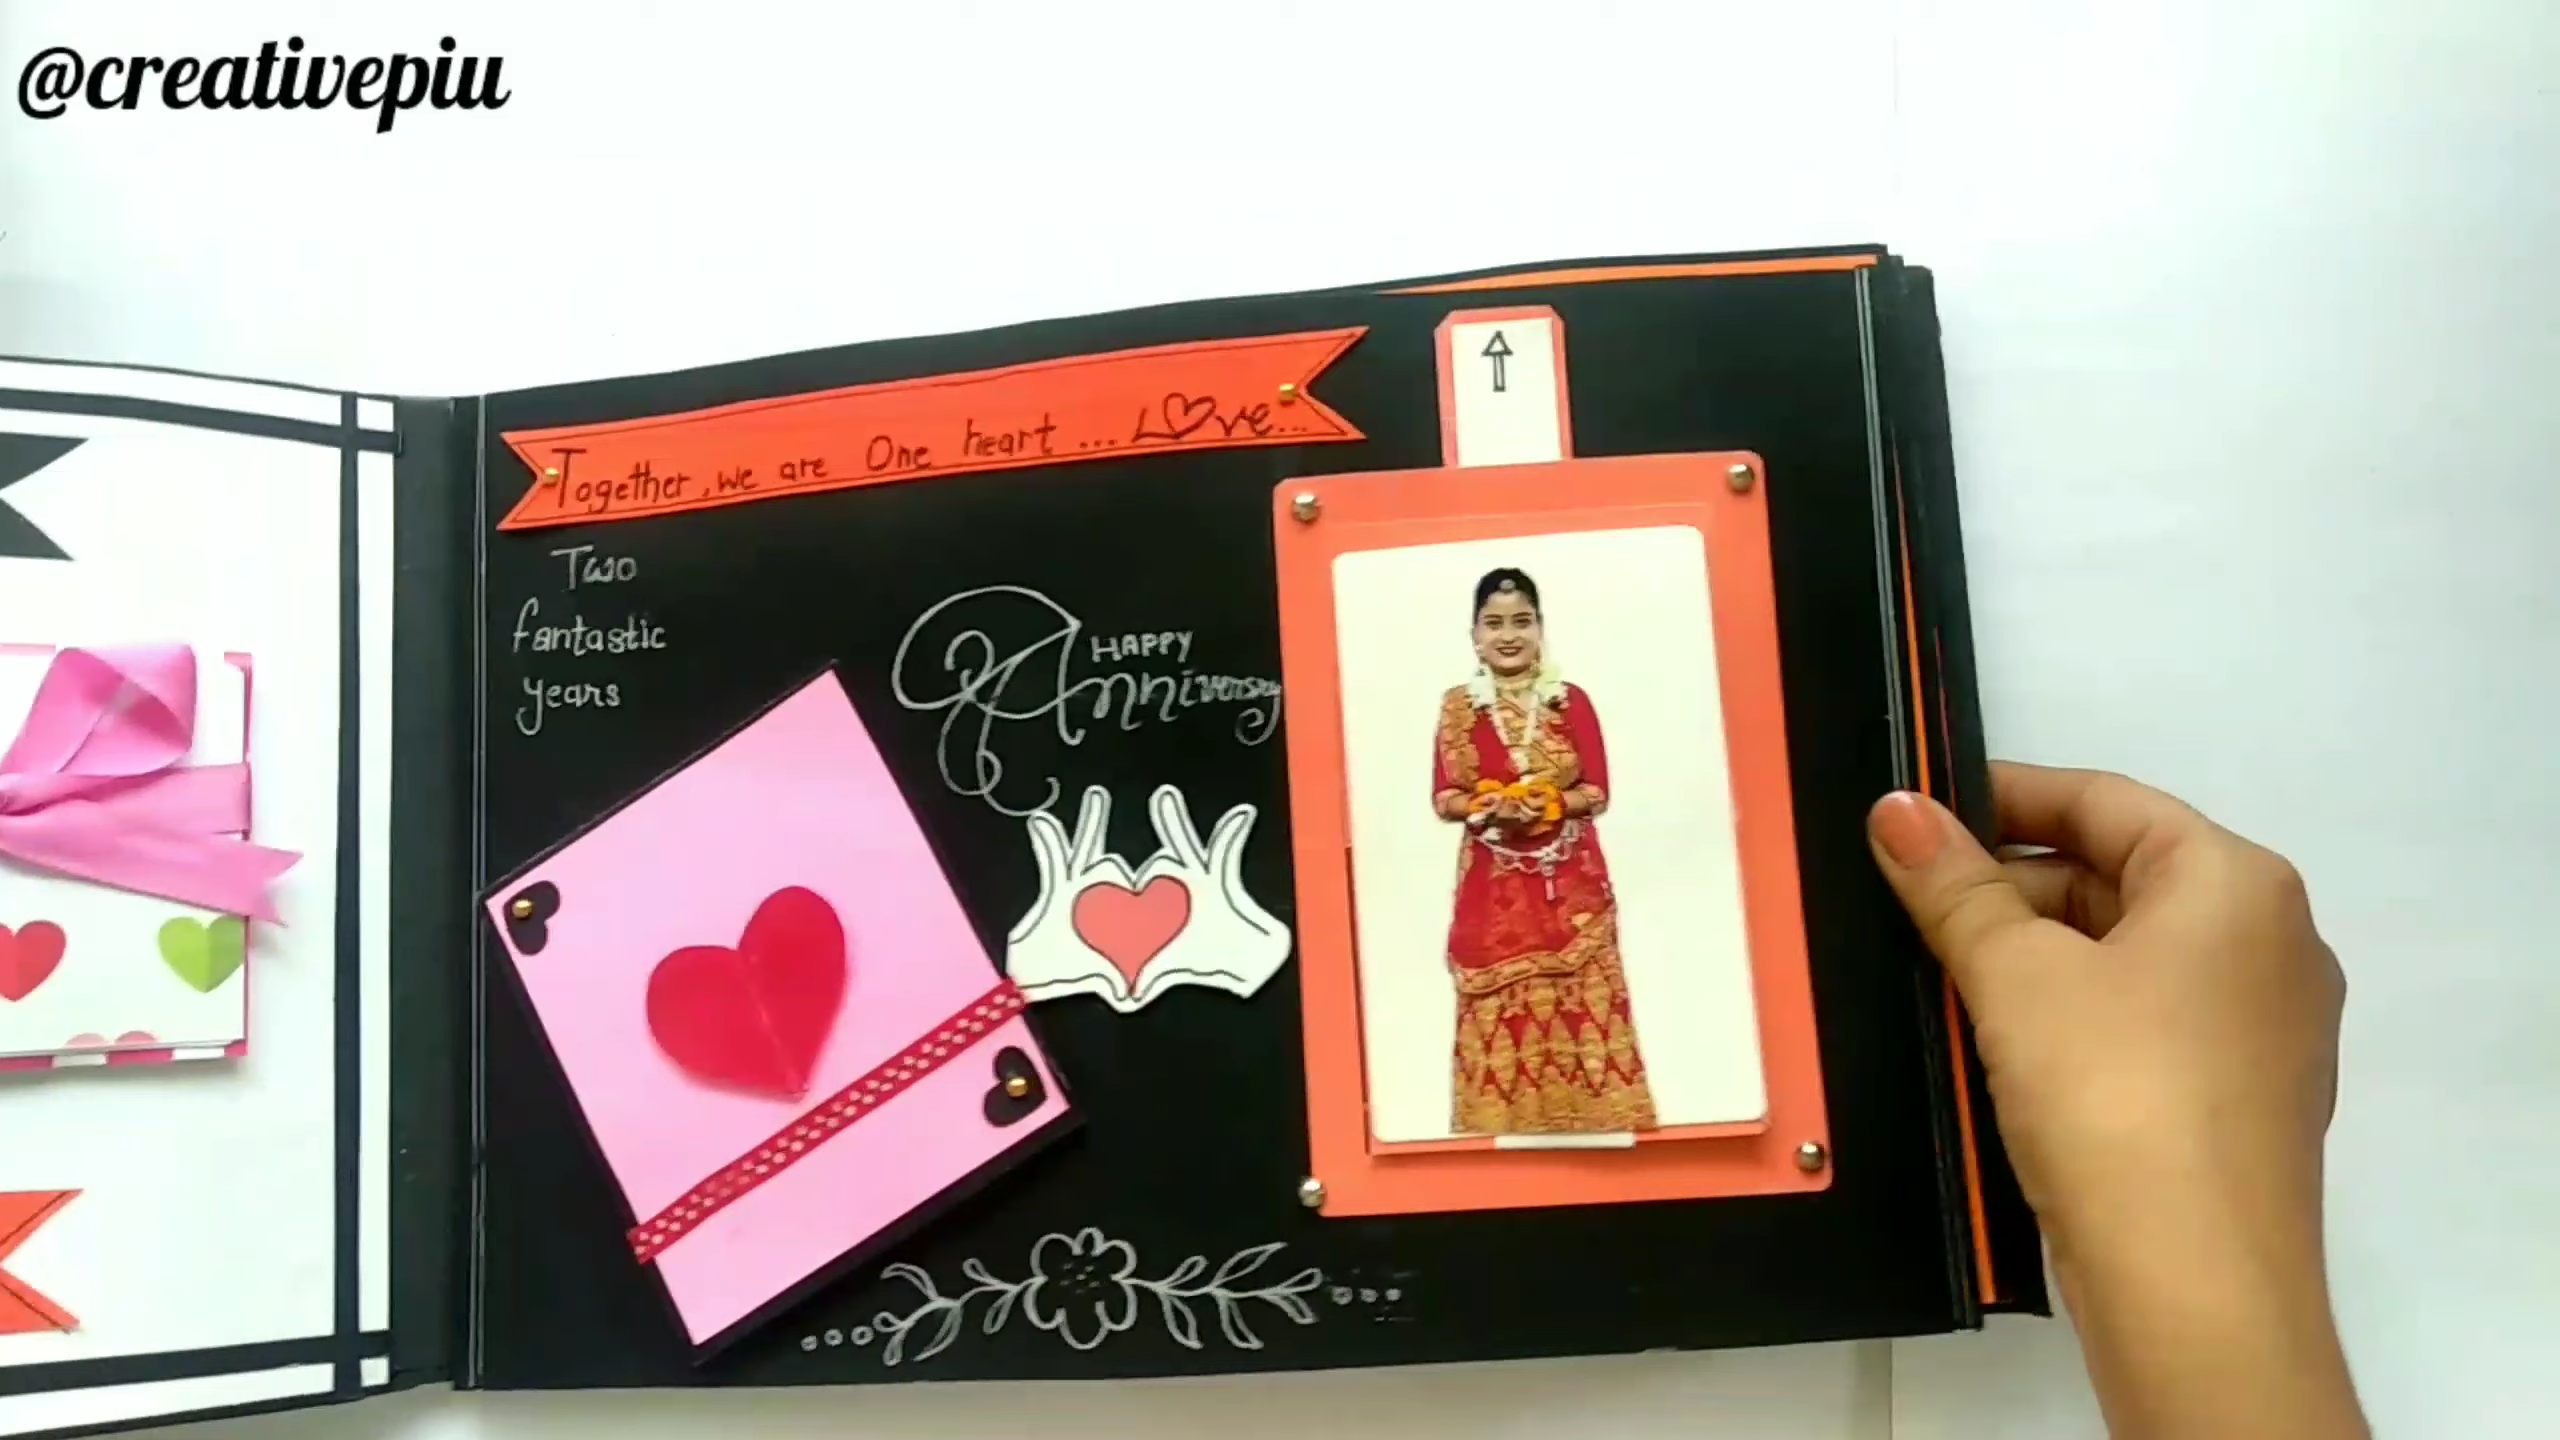 @creativepiu
Together, we are One heart ... Love...
Two
fantastic
years
HAPPY
Anniversary